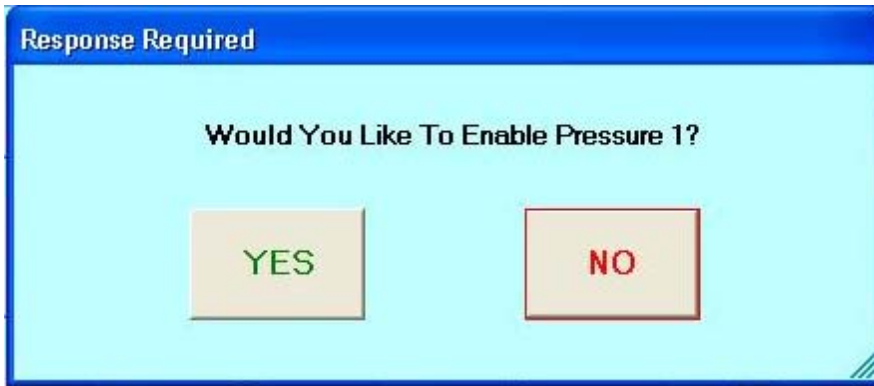 Response Required
Would You Like To Enable Pressure 1?
YES
NO